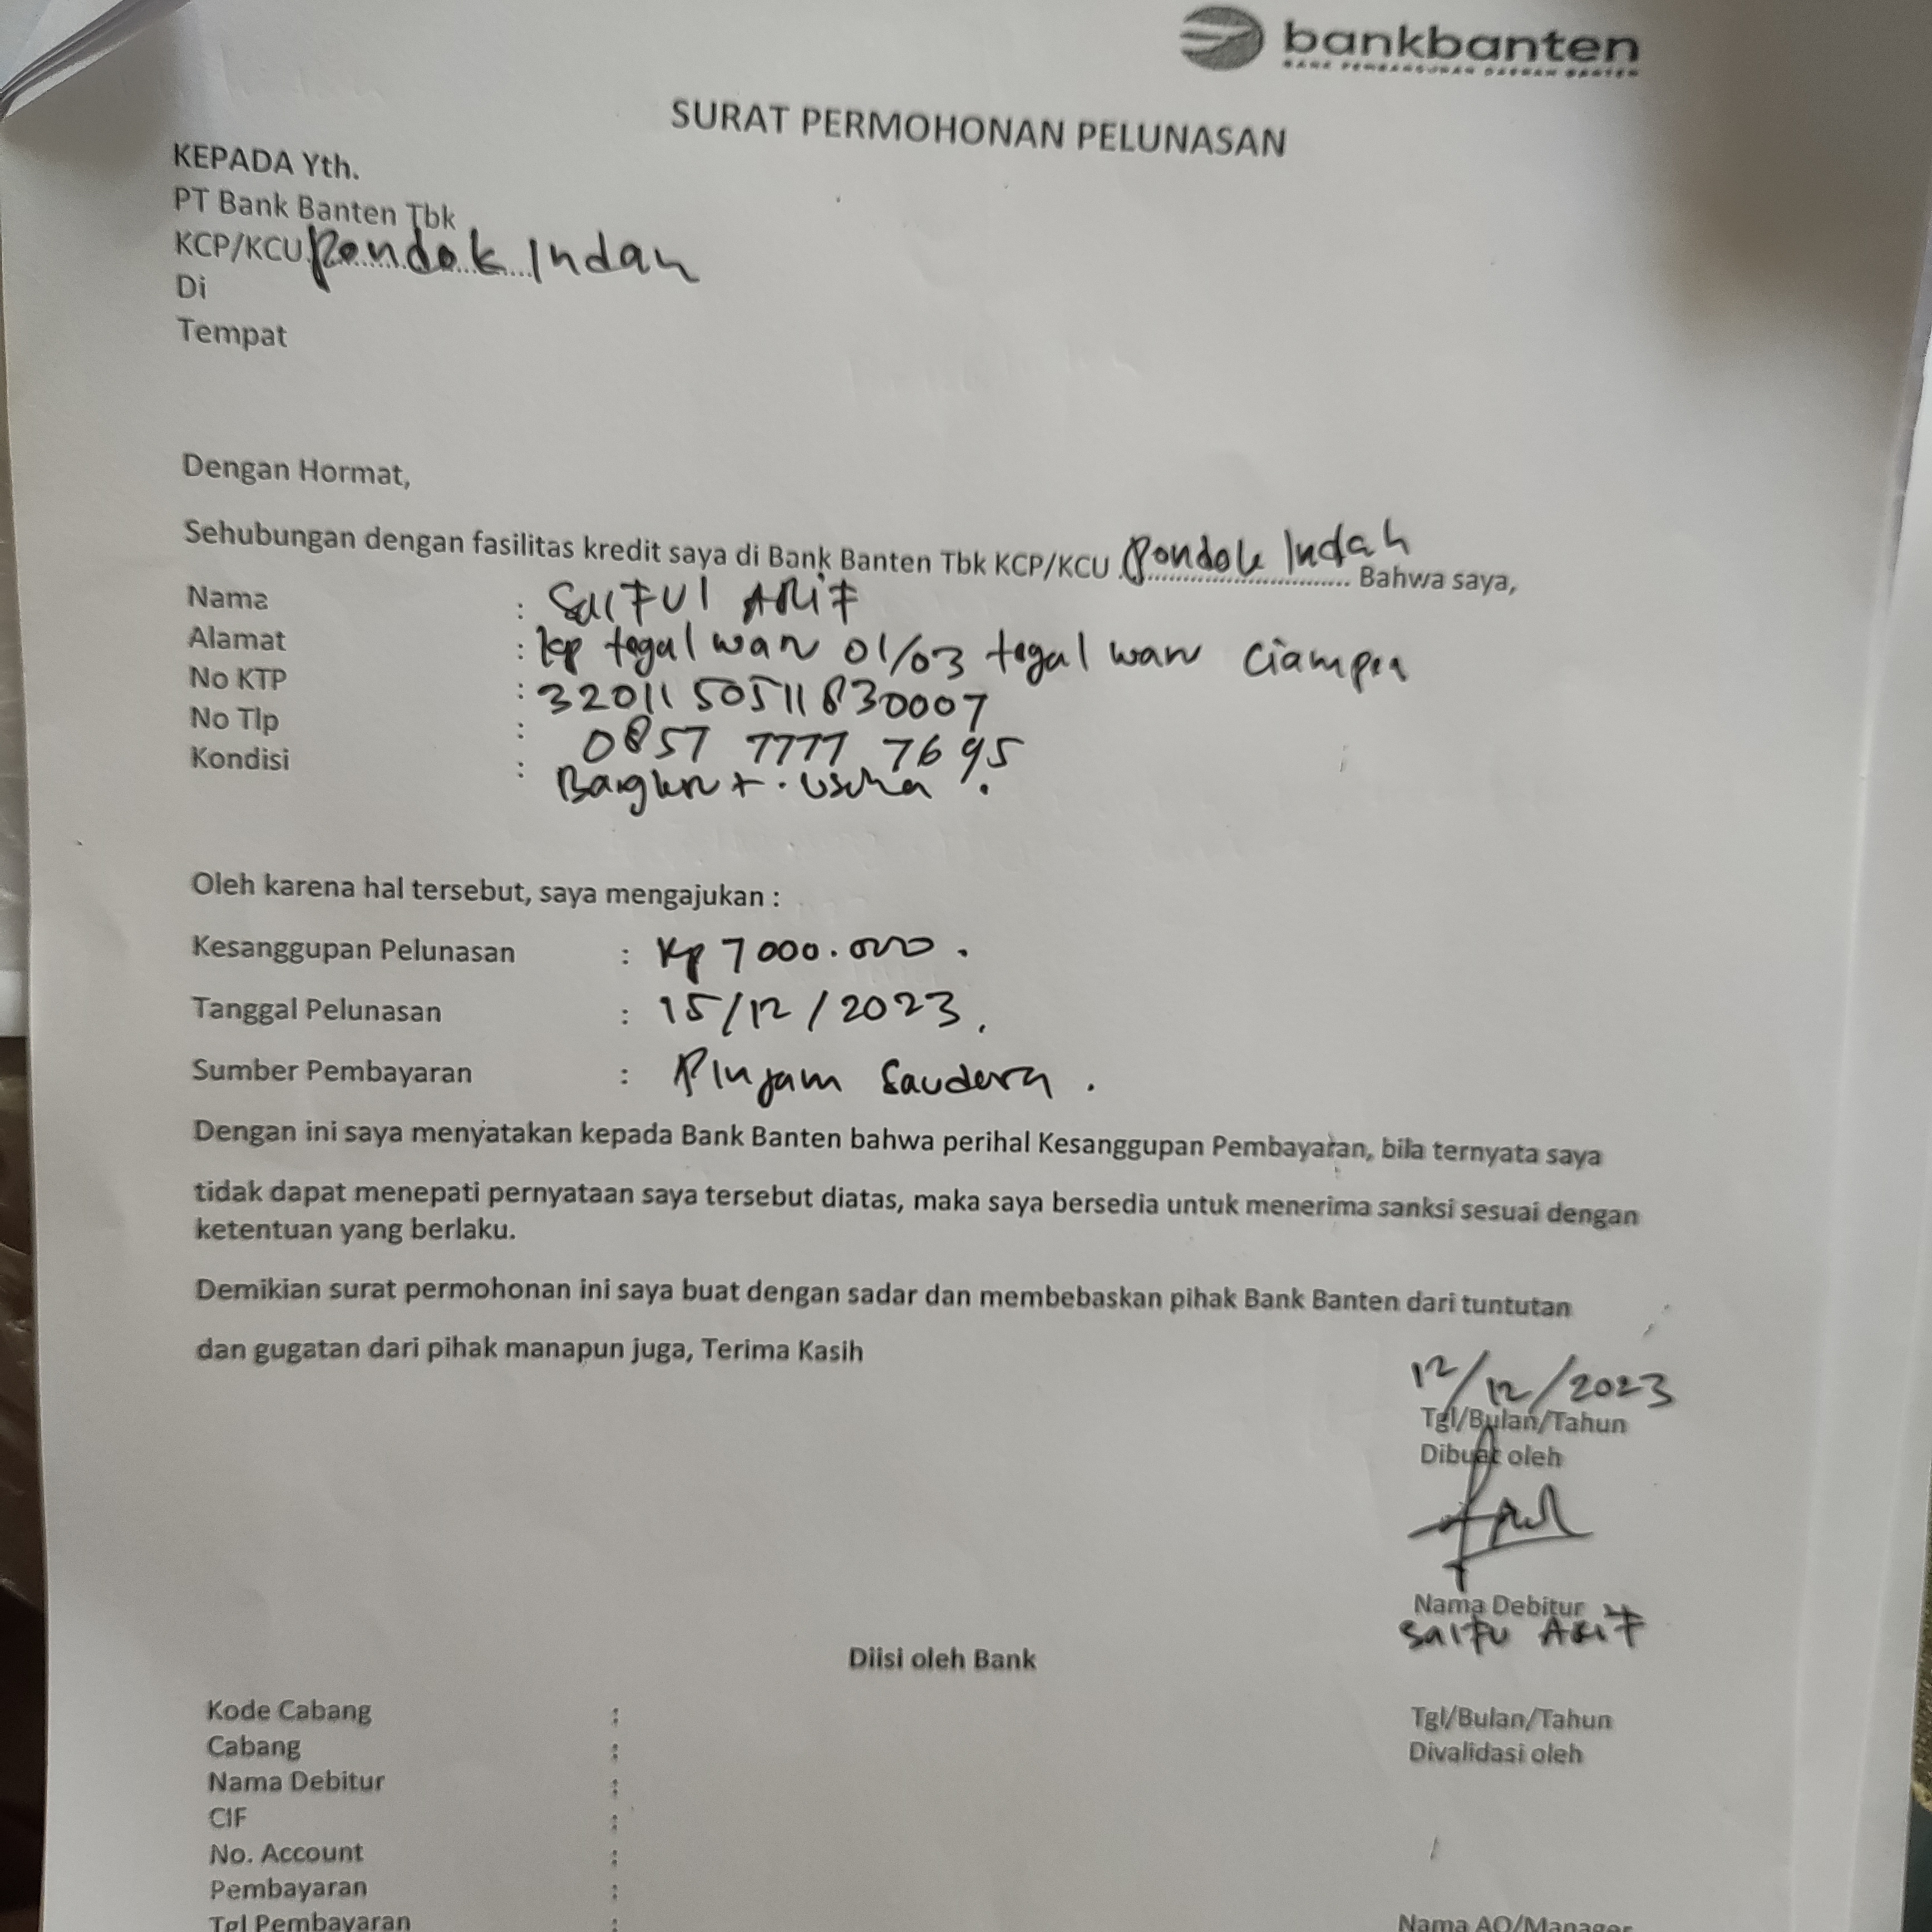 bankbanten
BANK PEMBANGUNAN DAERAH BANTEN
SURAT PERMOHONAN PELUNASAN
KEPADA Yth.
PT Bank Banten Tbk
KCP/KCU Pondok Indah
Di
Tempat
Dengan Hormat,
Sehubungan dengan fasilitas kredit saya di Bank Banten Tbk KCP/KCU Pondok Indah Bahwa saya,
Nama : SAIFUL ARIF
Alamat : kp tegal waru 01/03 tegal waru Ciampea
No KTP : 3201150511830007
No Tlp : 0857 7777 7695
Kondisi : Bangkrut . usaha .
Oleh karena hal tersebut, saya mengajukan :
Kesanggupan Pelunasan : Rp 7000.000 .
Tanggal Pelunasan : 15/12/2023.
Sumber Pembayaran : Pinjam Saudara .
Dengan ini saya menyatakan kepada Bank Banten bahwa perihal Kesanggupan Pembayaran, bila ternyata saya
tidak dapat menepati pernyataan saya tersebut diatas, maka saya bersedia untuk menerima sanksi sesuai dengan
ketentuan yang berlaku.
Demikian surat permohonan ini saya buat dengan sadar dan membebaskan pihak Bank Banten dari tuntutan
dan gugatan dari pihak manapun juga, Terima Kasih
12/12/2023
Tgl/Bulan/Tahun
Dibuat oleh
Nama Debitur
SAIFU ARIF
Diisi oleh Bank
Kode Cabang : Tgl/Bulan/Tahun
Cabang : Divalidasi oleh
Nama Debitur :
CIF :
No. Account :
Pembayaran :
Tgl Pembayaran : Nama AO/Manager